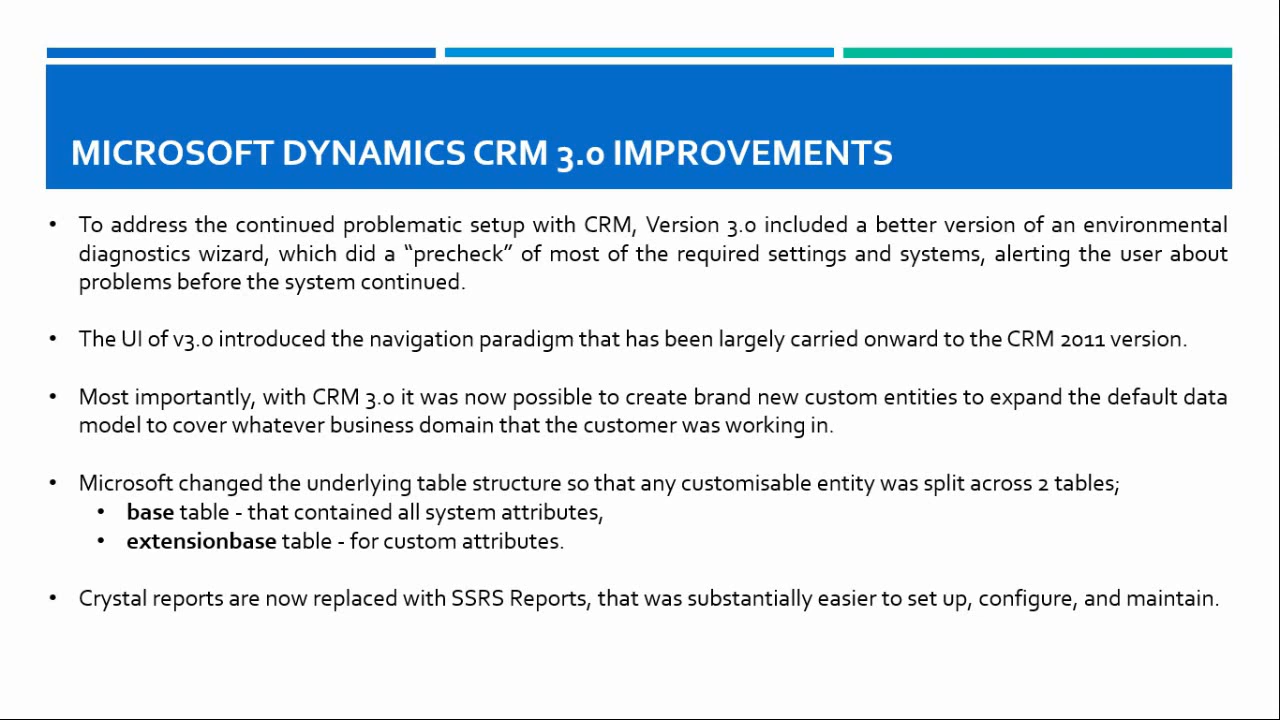 MICROSOFT DYNAMICS CRM 3.0 IMPROVEMENTS
• To address the continued problematic setup with CRM, Version 3.0 included a better version of an environmental
diagnostics wizard, which did a “precheck” of most of the required settings and systems, alerting the user about
problems before the system continued.
• The UI of v3.0 introduced the navigation paradigm that has been largely carried onward to the CRM 2011 version.
• Most importantly, with CRM 3.0 it was now possible to create brand new custom entities to expand the default data
model to cover whatever business domain that the customer was working in.
• Microsoft changed the underlying table structure so that any customisable entity was split across 2 tables;
• base table - that contained all system attributes,
• extensionbase table - for custom attributes.
• Crystal reports are now replaced with SSRS Reports, that was substantially easier to set up, configure, and maintain.